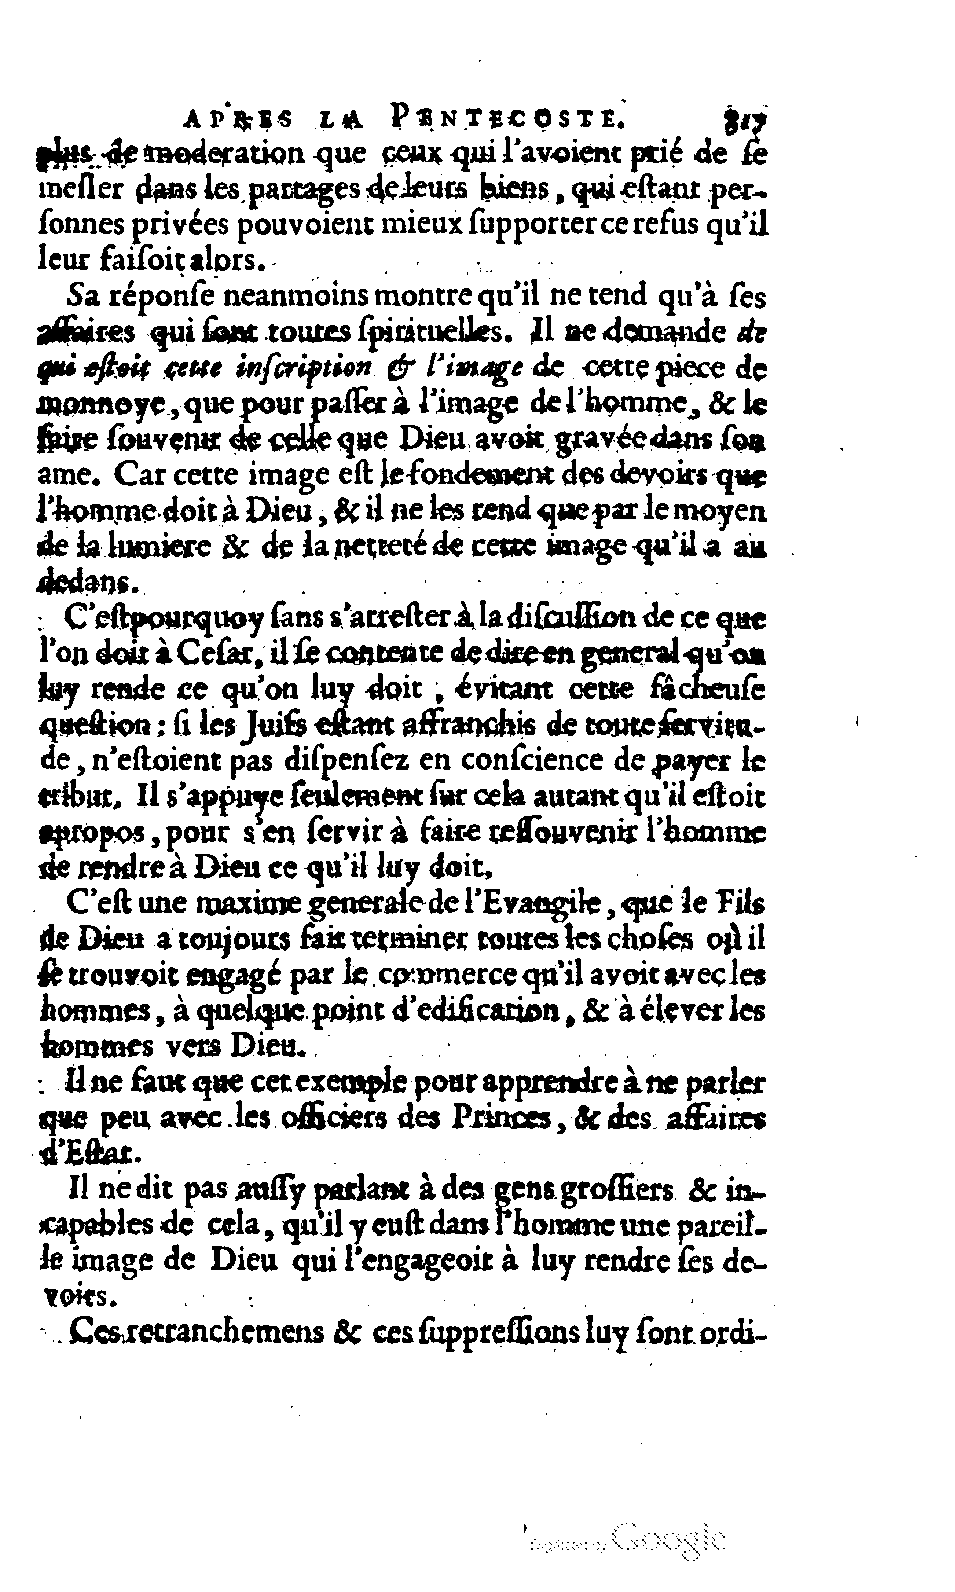 APRES LA PENTECOSTE. 817
plus de moderation que ceux qui l'avoient prié de ſe
meſler dans les partages de leurs biens, qui eſtant per-
ſonnes privées pouvoient mieux ſupporter ce refus qu'il
leur faiſoit alors.
Sa réponſe neanmoins montre qu'il ne tend qu'à ſes
affaires qui ſont toutes ſpirituelles. Il ne demande de
qui eſtoit cette inſcription & l'image de cette piece de
monnoye, que pour paſſer à l'image de l'homme, & le
faire ſouvenir de celle que Dieu avoit gravée dans ſon
ame. Car cette image eſt le fondement des devoirs que
l'homme doit à Dieu, & il ne les rend que par le moyen
de la lumiere & de la netteté de cette image qu'il a au
dedans.
C'eſt pourquoy ſans s'arreſter à la diſcuſſion de ce que
l'on doit à Ceſar, il ſe contente de dire en general qu'on
luy rende ce qu'on luy doit, évitant cette fâcheuſe
queſtion: ſi les Juifs eſtant affranchis de toute ſervitu-
de, n'eſtoient pas diſpenſez en conſcience de payer le
tribut. Il s'appuye ſeulement ſur cela autant qu'il eſtoit
apropos, pour s'en ſervir à faire reſſouvenir l'homme
de rendre à Dieu ce qu'il luy doit.
C'eſt une maxime generale de l'Evangile, que le Fils
de Dieu a toujours fait terminer toutes les choſes où il
ſe trouvoit engagé par le commerce qu'il avoit avec les
hommes, à quelque point d'edification, & à élever les
hommes vers Dieu.
Il ne faut que cet exemple pour apprendre à ne parler
que peu avec les officiers des Princes, & des affaires
d'Eſtat.
Il ne dit pas auſſy parlant à des gens groſſiers & in-
capables de cela, qu'il y euſt dans l'homme une pareil-
le image de Dieu qui l'engageoit à luy rendre ſes de-
voirs.
Ces retranchemens & ces ſuppreſſions luy ſont ordi-
Digitized by Google